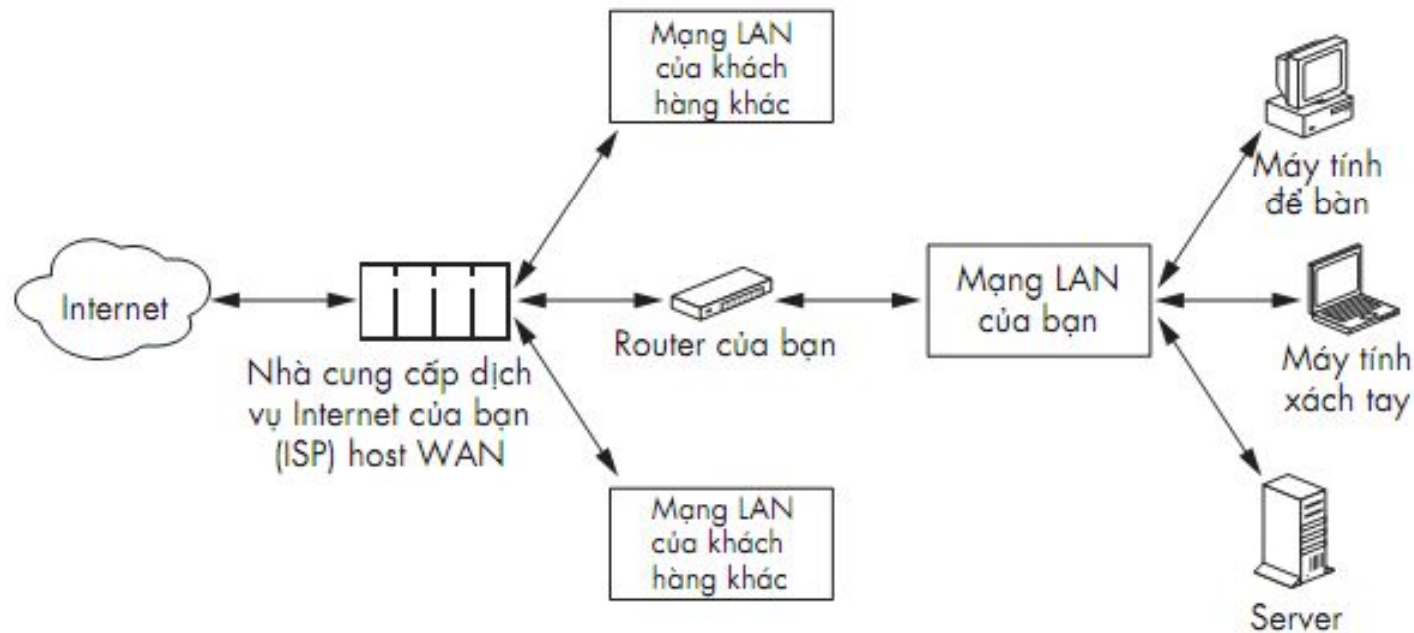 Mạng LAN
của khách
hàng khác
Máy tính
để bàn
Internet
Nhà cung cấp dịch
vụ Internet của bạn
(ISP) host WAN
Router của bạn
Mạng LAN
của bạn
Máy tính
xách tay
Mạng LAN
của khách
hàng khác
Server